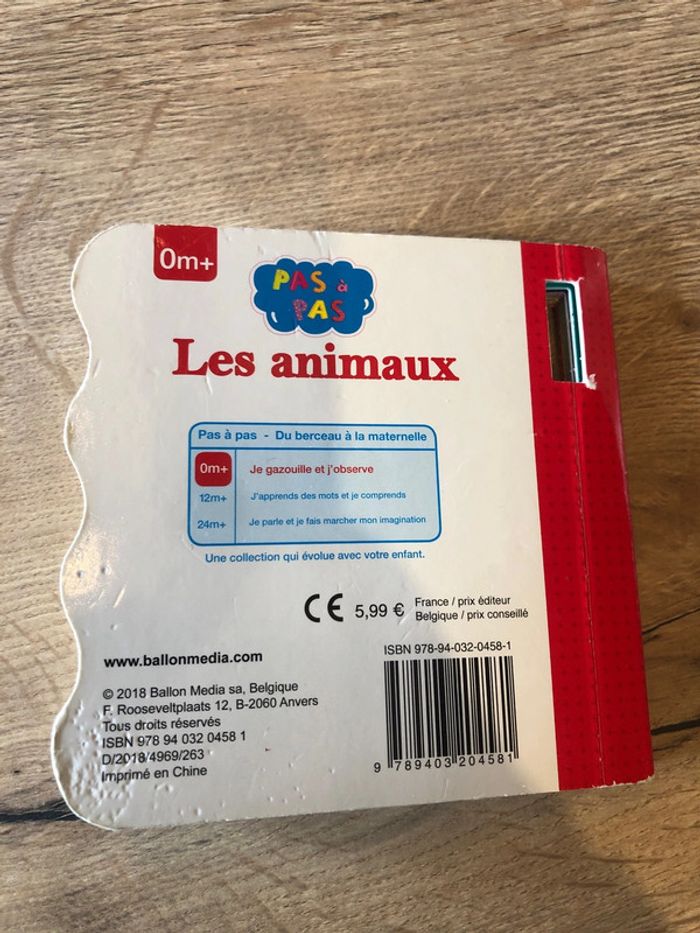 0m+
PAS à
PAS
Les animaux
Pas à pas - Du berceau à la maternelle
0m+ Je gazouille et j'observe
12m+ J'apprends des mots et je comprends
24m+ Je parle et je fais marcher mon imagination
Une collection qui évolue avec votre enfant.
CE 5,99 € France / prix éditeur
Belgique / prix conseillé
ISBN 978-94-032-0458-1
www.ballonmedia.com
© 2018 Ballon Media sa, Belgique
F. Rooseveltplaats 12, B-2060 Anvers
Tous droits réservés
ISBN 978 94 032 0458 1
D/2018/4969/263
Imprimé en Chine
9 789403 204581